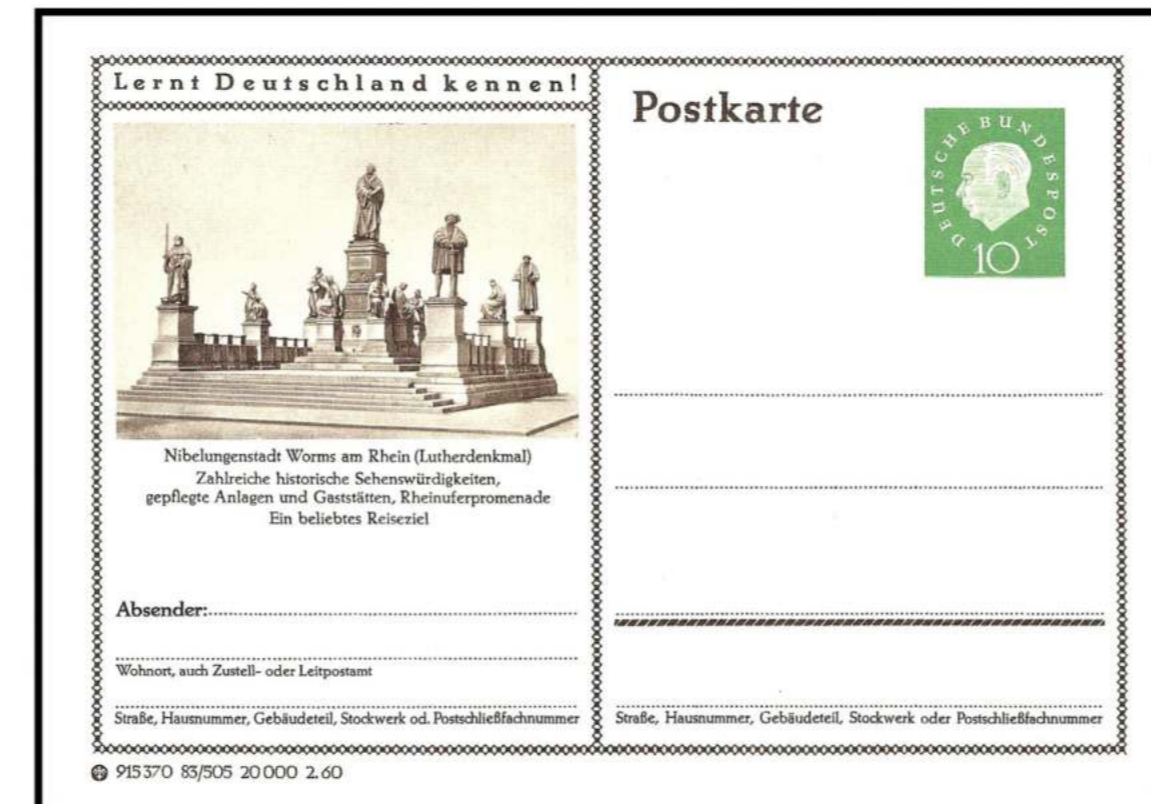 Lernt Deutschland kennen!
Nibelungenstadt Worms am Rhein (Lutherdenkmal)
Zahlreiche historische Sehenswürdigkeiten,
gepflegte Anlagen und Gaststätten, Rheinuferpromenade
Ein beliebtes Reiseziel
Absender:
Wohnort, auch Zustell- oder Leitpostamt
Straße, Hausnummer, Gebäudeteil, Stockwerk od. Postschließfachnummer
Postkarte
DEUTSCHE BUNDESPOST
10
Straße, Hausnummer, Gebäudeteil, Stockwerk oder Postschließfachnummer
915370 83/505 20000 2.60